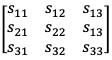 s₁₁ s₁₂ s₁₃
s₂₁ s₂₂ s₂₃
s₃₁ s₃₂ s₃₃